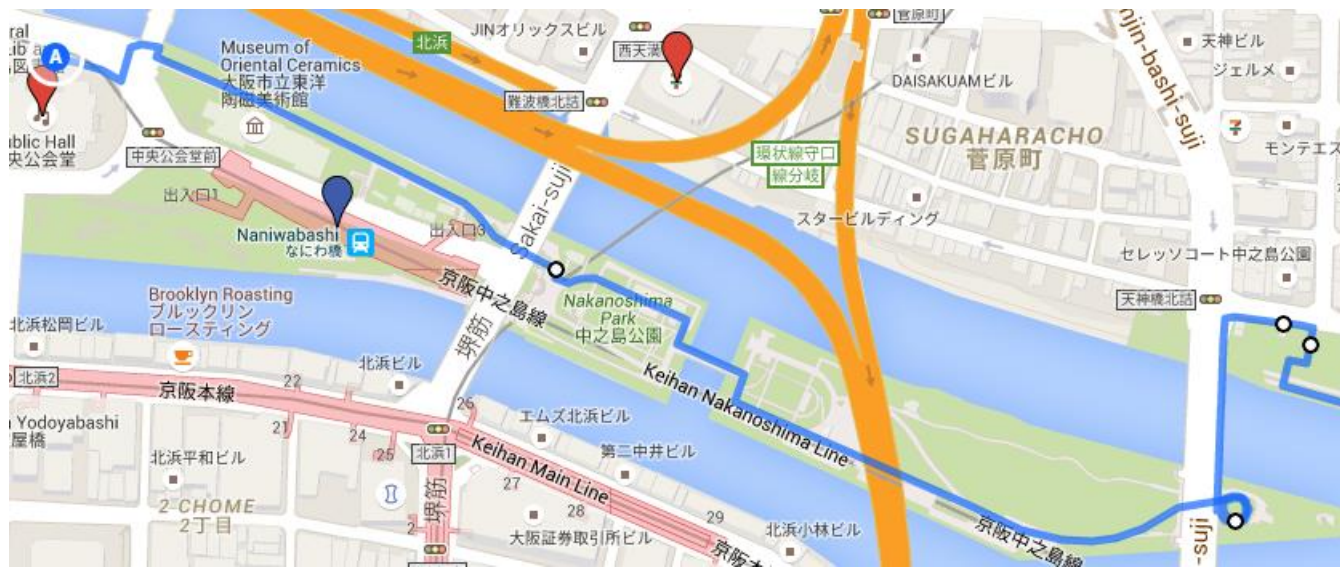 ral
Lib
A
ublic Hall
央公会堂
中央公会堂前
Museum of
Oriental Ceramics
大阪市立東洋
陶磁美術館
北浜
JINオリックスビル
西天満
難波橋北詰
菅原町
DAISAKUAMビル
環状線守口
線分岐
SUGAHARACHO
菅原町
スタービルディング
njin-bashi-suji
天神ビル
ジェルメ
7
モンテエス
セレッソコート中之島公園
天神橋北詰
出入口1
Naniwabashi
なにわ橋
出入口3
Sakai-suji
堺筋
京阪中之島線
Nakanoshima
Park
中之島公園
Keihan Nakanoshima Line
京阪中之島線
-suji
Brooklyn Roasting
ブルックリン
ロースティング
北浜松岡ビル
北浜2
京阪本線
22
21
24
25
26
北浜ビル
北浜1
Yodoyabashi
屋橋
北浜平和ビル
2 CHOME
2丁目
2
堺筋
Keihan Main Line
エムズ北浜ビル
第二中井ビル
27
28
29
大阪証券取引所ビル
北浜小林ビル
京阪本